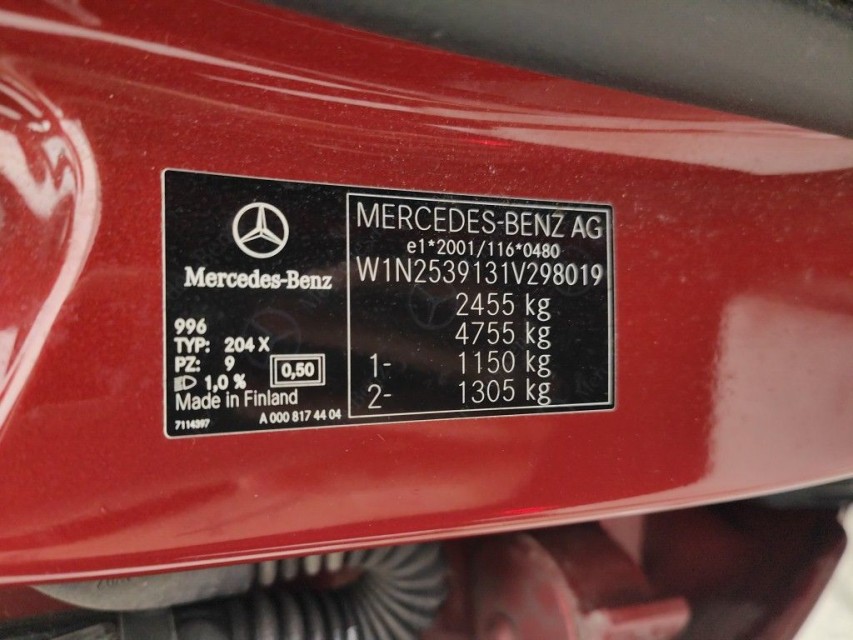 Mercedes-Benz
996
TYP: 204 X
PZ: 9
1,0 %
0,50
Made in Finland
7114397
A 000 817 44 04
MERCEDES-BENZ AG
e1*2001/116*0480
W1N2539131V298019
2455 kg
4755 kg
1- 1150 kg
2- 1305 kg